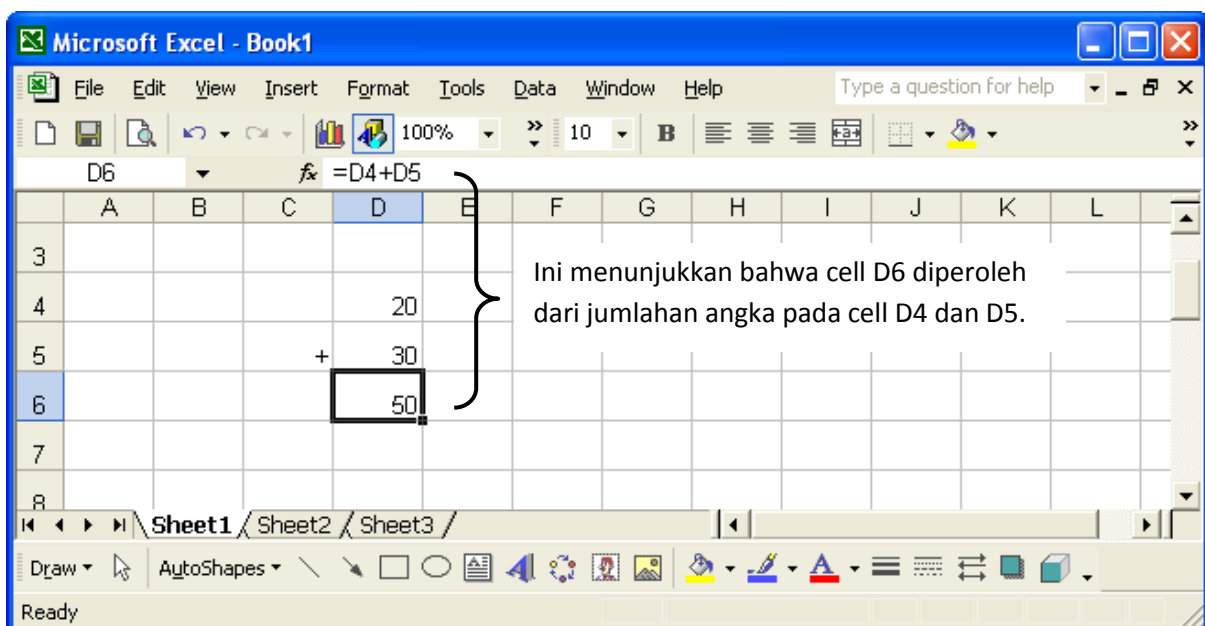 Microsoft Excel - Book1
File Edit View Insert Format Tools Data Window Help Type a question for help
100% 10 B
D6 fx =D4+D5
A B C D E F G H I J K L
3
4 20
5 + 30
6 50
7
8
Ini menunjukkan bahwa cell D6 diperoleh
dari jumlahan angka pada cell D4 dan D5.
Sheet1 Sheet2 Sheet3
Draw AutoShapes A
Ready